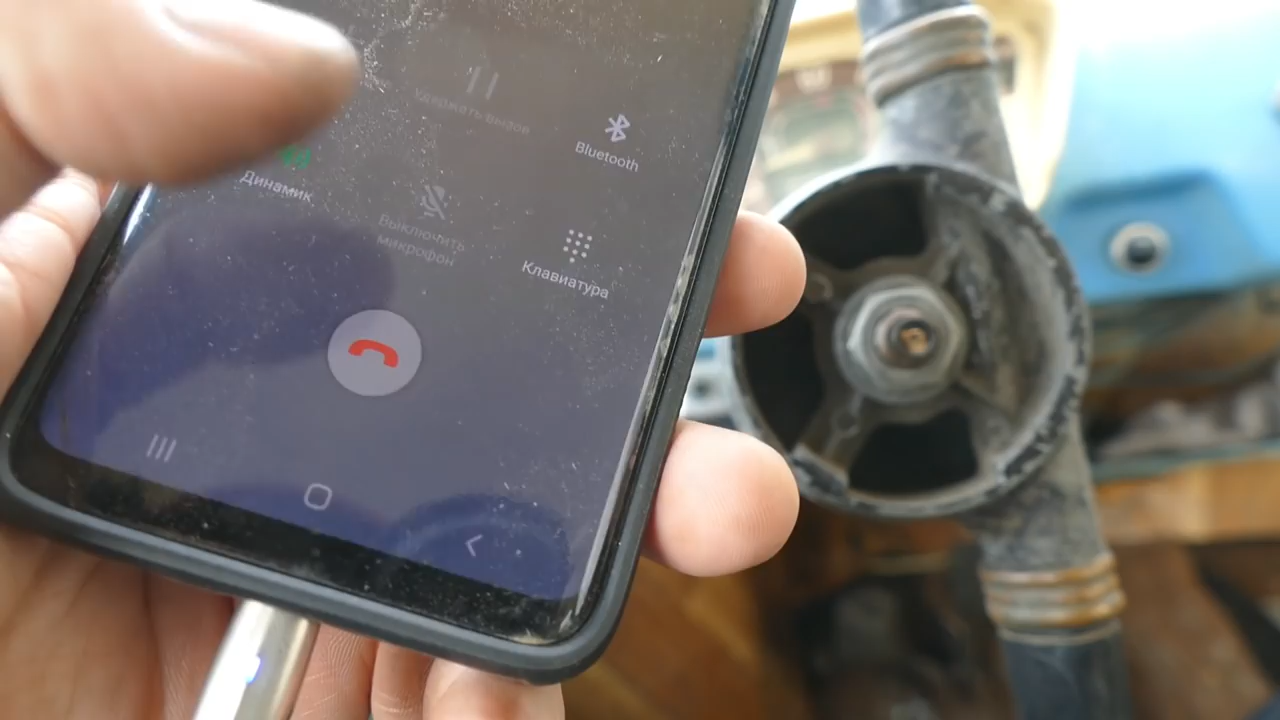 Удержать вызов
Bluetooth
Динамик
Выключить
микрофон
Клавиатура